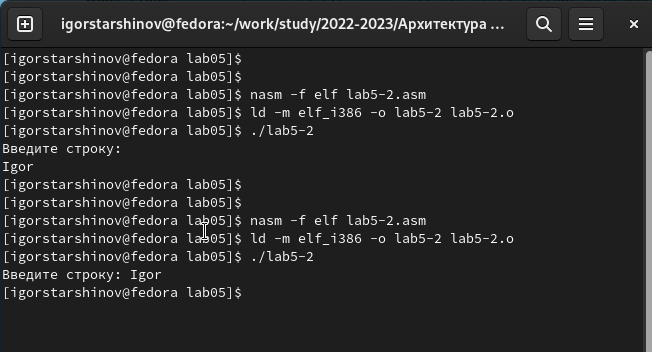 igorstarshinov@fedora:~/work/study/2022-2023/Архитектура ...
[igorstarshinov@fedora lab05]$
[igorstarshinov@fedora lab05]$
[igorstarshinov@fedora lab05]$ nasm -f elf lab5-2.asm
[igorstarshinov@fedora lab05]$ ld -m elf_i386 -o lab5-2 lab5-2.o
[igorstarshinov@fedora lab05]$ ./lab5-2
Введите строку:
Igor
[igorstarshinov@fedora lab05]$
[igorstarshinov@fedora lab05]$
[igorstarshinov@fedora lab05]$ nasm -f elf lab5-2.asm
[igorstarshinov@fedora lab05]$ ld -m elf_i386 -o lab5-2 lab5-2.o
[igorstarshinov@fedora lab05]$ ./lab5-2
Введите строку: Igor
[igorstarshinov@fedora lab05]$